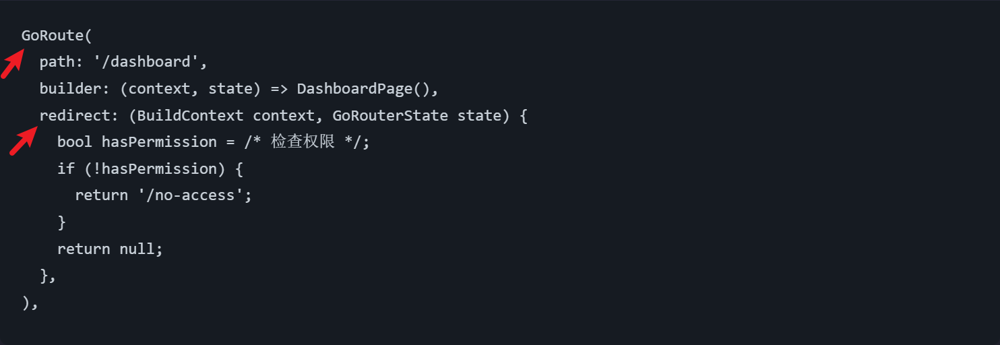 GoRoute(
  path: '/dashboard',
  builder: (context, state) => DashboardPage(),
  redirect: (BuildContext context, GoRouterState state) {
    bool hasPermission = /* 检查权限 */;
    if (!hasPermission) {
      return '/no-access';
    }
    return null;
  },
),